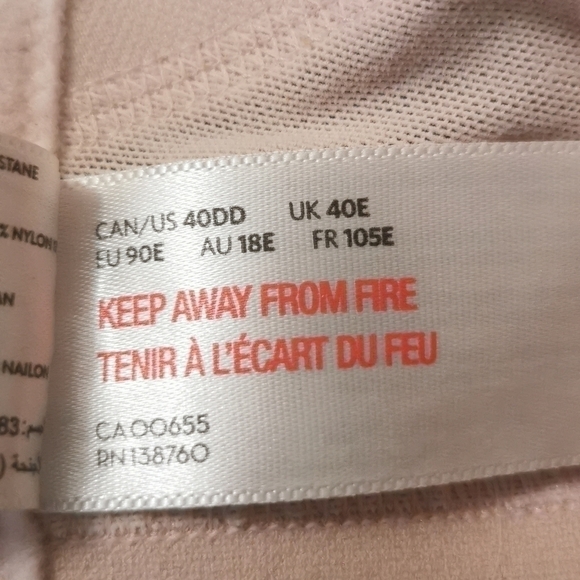 STANE
% NYLON
AN
NAILON
83:
CAN/US 40DD UK 40E
EU 90E AU 18E FR 105E
KEEP AWAY FROM FIRE
TENIR À L'ÉCART DU FEU
CA00655
RN138760